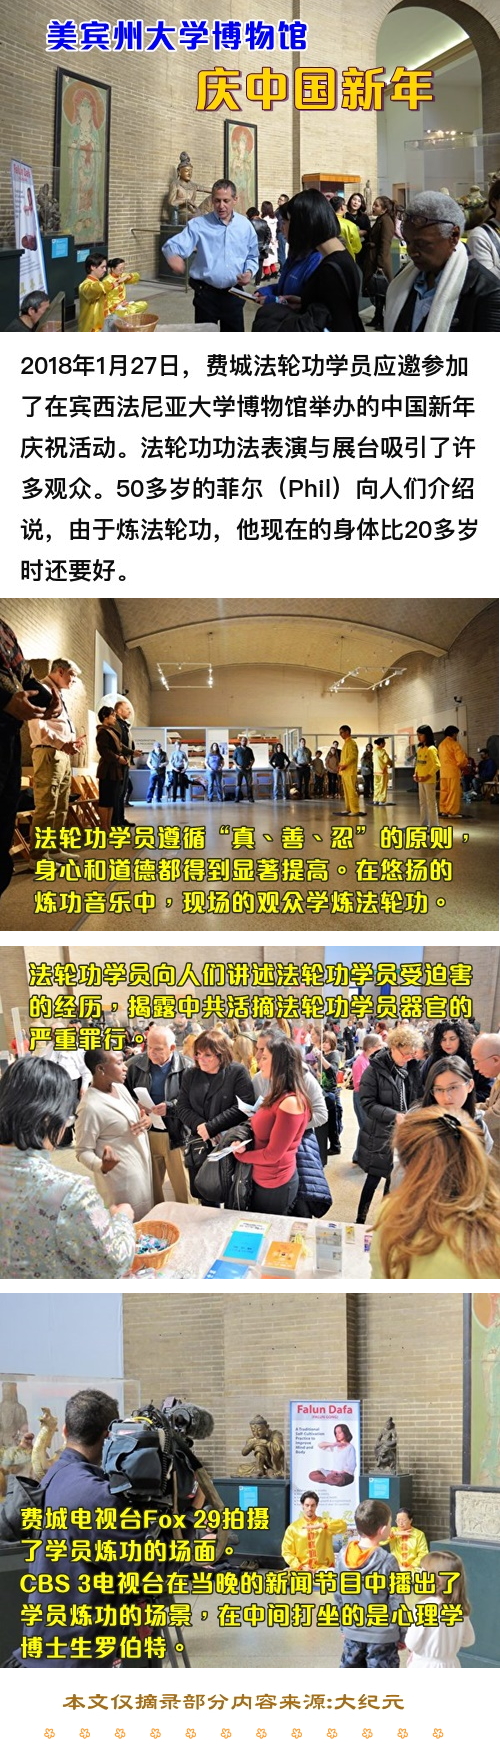 美宾州大学博物馆
庆中国新年
Falun Dafa
2018年1月27日，费城法轮功学员应邀参加
了在宾西法尼亚大学博物馆举办的中国新年
庆祝活动。法轮功功法表演与展台吸引了许
多观众。50多岁的菲尔（Phil）向人们介绍
说，由于炼法轮功，他现在的身体比20多岁
时还要好。
法轮功学员遵循“真、善、忍”的原则，
身心和道德都得到显著提高。在悠扬的
炼功音乐中，现场的观众学炼法轮功。
法轮功学员向人们讲述法轮功学员受迫害
的经历，揭露中共活摘法轮功学员器官的
严重罪行。
Falun Dafa
A Traditional
Self Cultivation
Practice to
Improve
Mind and
Body
费城电视台Fox 29拍摄
了学员炼功的场面。
CBS 3电视台在当晚的新闻节目中播出了
学员炼功的场景，在中间打坐的是心理学
博士生罗伯特。
本文仅摘录部分内容来源:大纪元